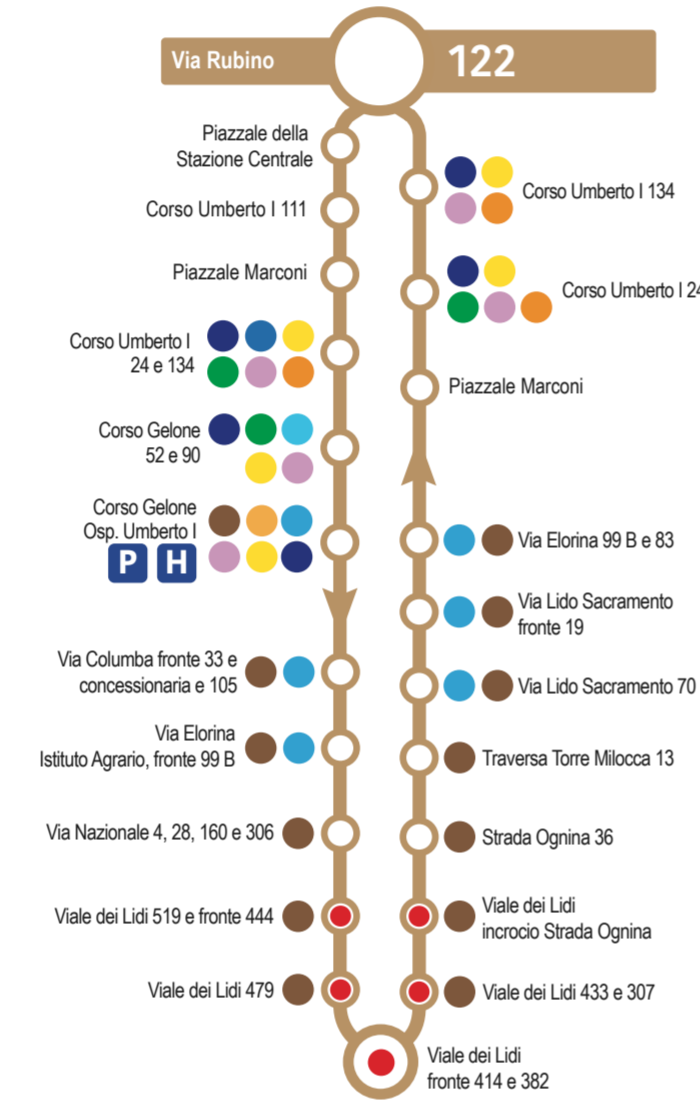 Via Rubino
122
Piazzale della
Stazione Centrale
Corso Umberto I 111
Piazzale Marconi
Corso Umberto I
24 e 134
Corso Gelone
52 e 90
Corso Gelone
Osp. Umberto I
P H
Via Columba fronte 33 e
concessionaria e 105
Via Elorina
Istituto Agrario, fronte 99 B
Via Nazionale 4, 28, 160 e 306
Viale dei Lidi 519 e fronte 444
Viale dei Lidi 479
Corso Umberto I 134
Corso Umberto I 24
Piazzale Marconi
Via Elorina 99 B e 83
Via Lido Sacramento
fronte 19
Via Lido Sacramento 70
Traversa Torre Milocca 13
Strada Ognina 36
Viale dei Lidi
incrocio Strada Ognina
Viale dei Lidi 433 e 307
Viale dei Lidi
fronte 414 e 382